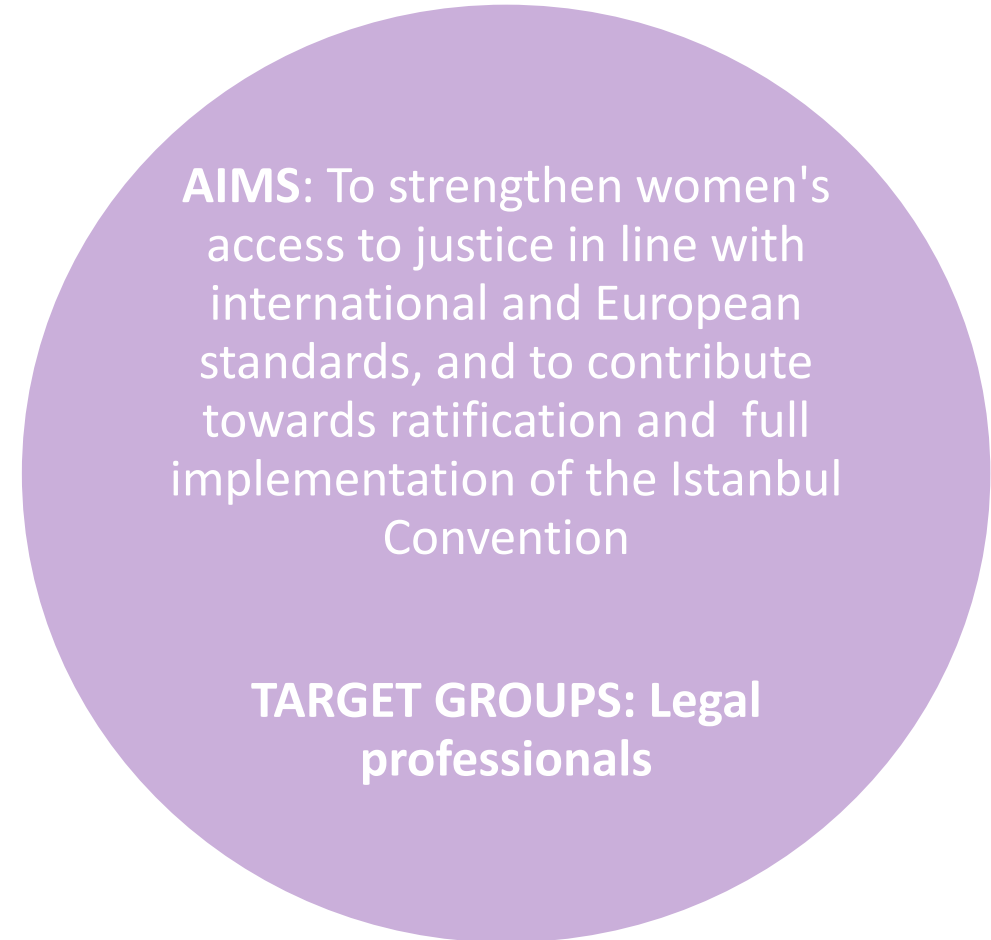 AIMS: To strengthen women's
access to justice in line with
international and European
standards, and to contribute
towards ratification and  full
implementation of the Istanbul
Convention
TARGET GROUPS: Legal
professionals